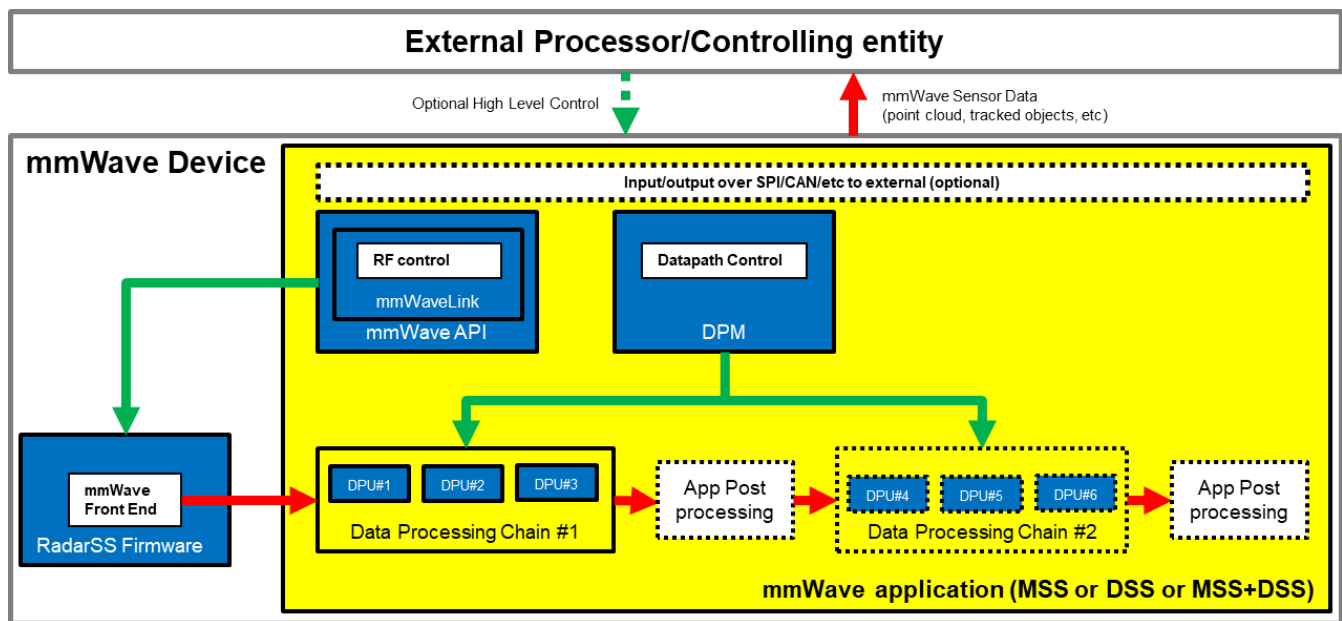 External Processor/Controlling entity
Optional High Level Control
mmWave Sensor Data
(point cloud, tracked objects, etc)
mmWave Device
Input/output over SPI/CAN/etc to external (optional)
RF control
mmWaveLink
mmWave API
Datapath Control
DPM
mmWave
Front End
RadarSS Firmware
DPU#1
DPU#2
DPU#3
Data Processing Chain #1
App Post
processing
DPU#4
DPU#5
DPU#6
Data Processing Chain #2
App Post
processing
mmWave application (MSS or DSS or MSS+DSS)